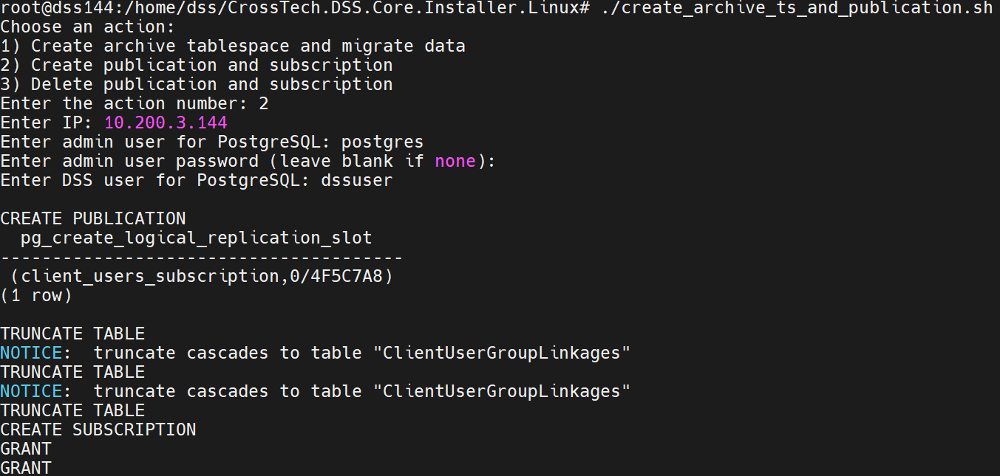 root@dss144:/home/dss/CrossTech.DSS.Core.Installer.Linux# ./create_archive_ts_and_publication.sh
Choose an action:
1) Create archive tablespace and migrate data
2) Create publication and subscription
3) Delete publication and subscription
Enter the action number: 2
Enter IP: 10.200.3.144
Enter admin user for PostgreSQL: postgres
Enter admin user password (leave blank if none):
Enter DSS user for PostgreSQL: dssuser
CREATE PUBLICATION
pg_create_logical_replication_slot
---------------------------------------
(client_users_subscription,0/4F5C7A8)
(1 row)
TRUNCATE TABLE
NOTICE:  truncate cascades to table "ClientUserGroupLinkages"
TRUNCATE TABLE
NOTICE:  truncate cascades to table "ClientUserGroupLinkages"
TRUNCATE TABLE
CREATE SUBSCRIPTION
GRANT
GRANT